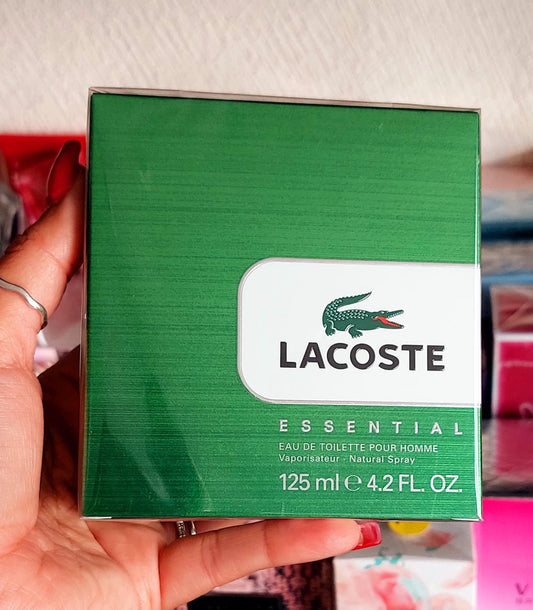 LACOSTE
ESSENTIAL
EAU DE TOILETTE POUR HOMME
Vaporisateur - Natural Spray
125 ml ℮ 4.2 FL. OZ.